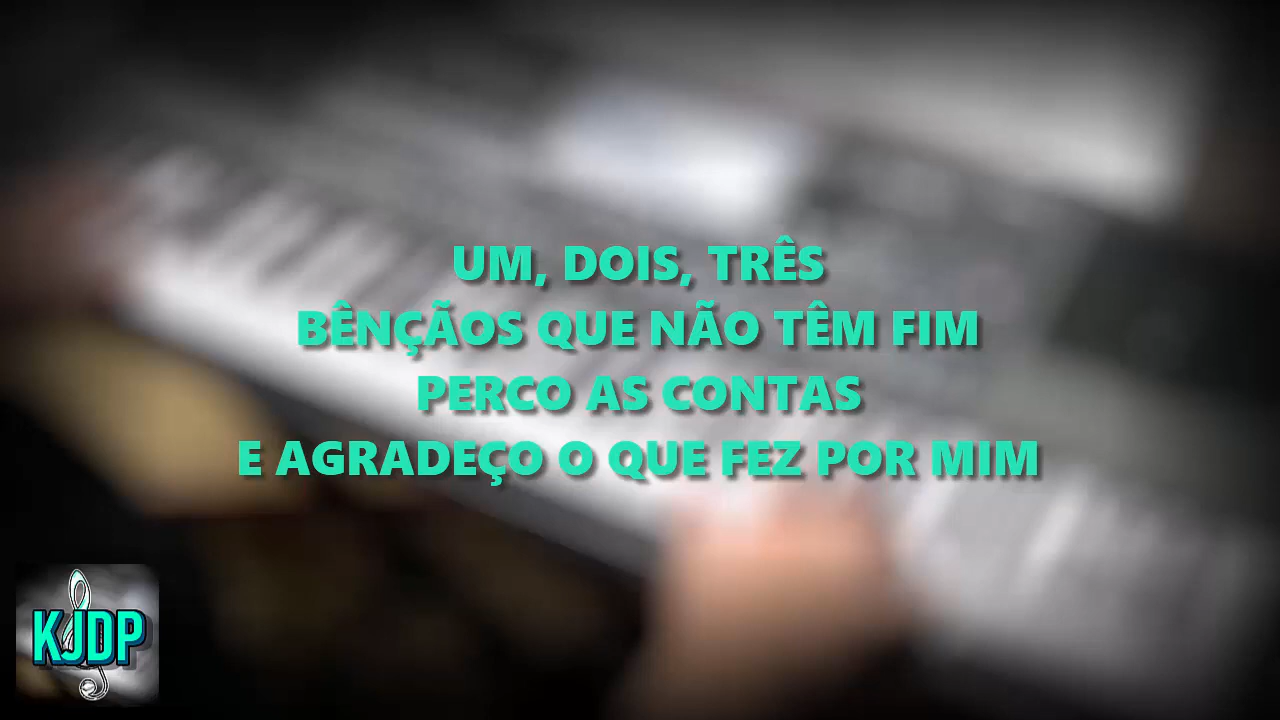 UM, DOIS, TRÊS
BÊNÇÃOS QUE NÃO TÊM FIM
PERCO AS CONTAS
E AGRADEÇO O QUE FEZ POR MIM
KJDP